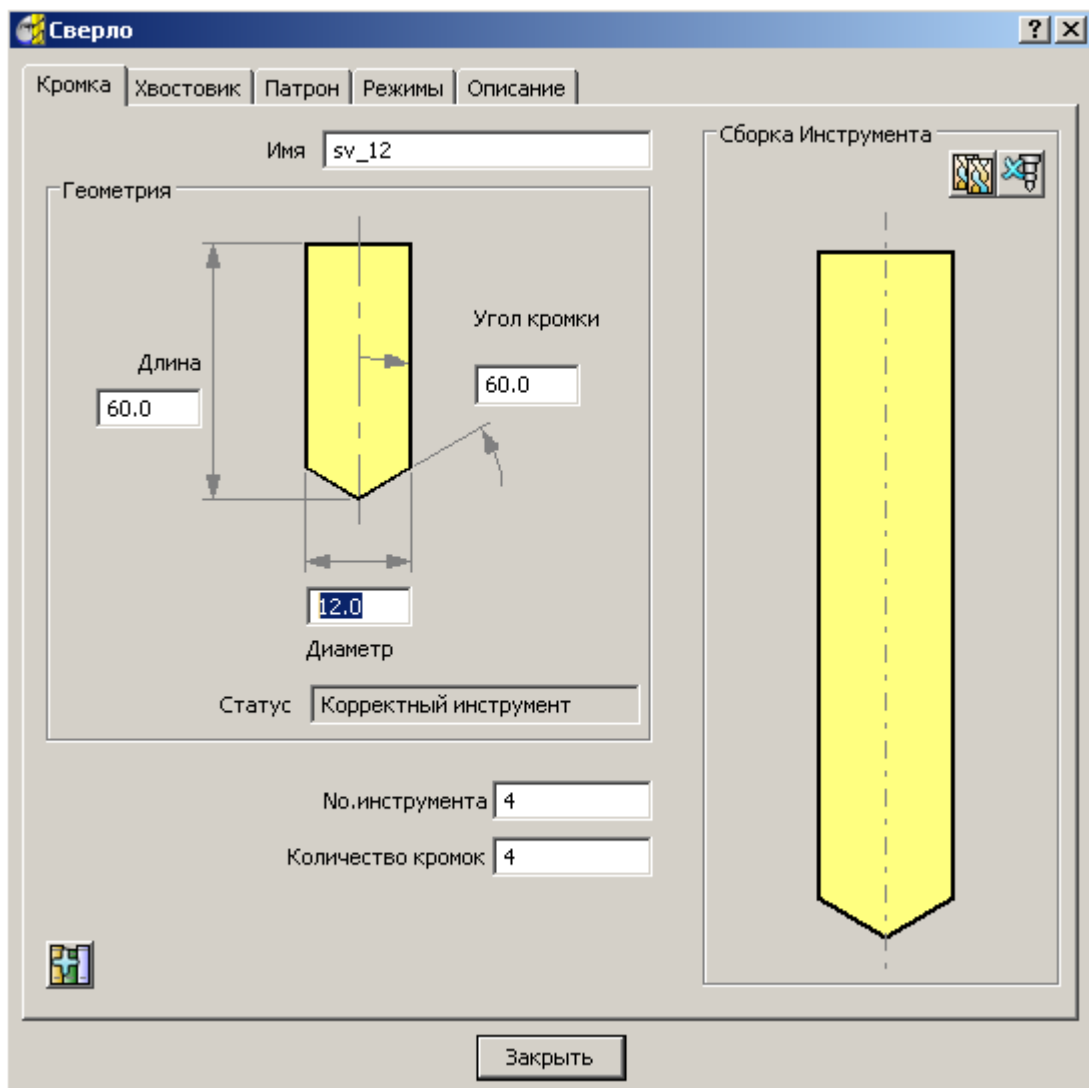 Сверло
Кромка Хвостовик Патрон Режимы Описание
Имя sv_12
Сборка Инструмента
Геометрия
Угол кромки
60.0
Длина
60.0
12.0
Диаметр
Статус Корректный инструмент
No.инструмента 4
Количество кромок 4
Закрыть